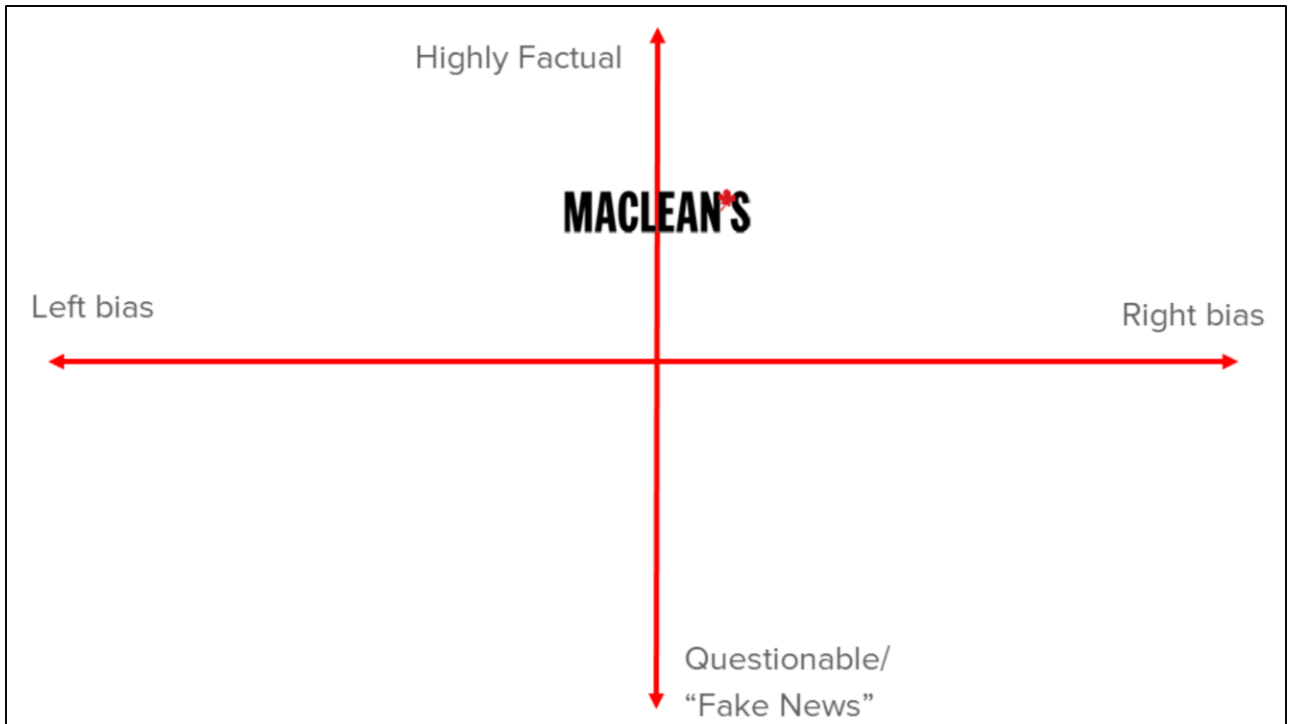 Highly Factual
MACLEAN'S
Left bias
Right bias
Questionable/
“Fake News”